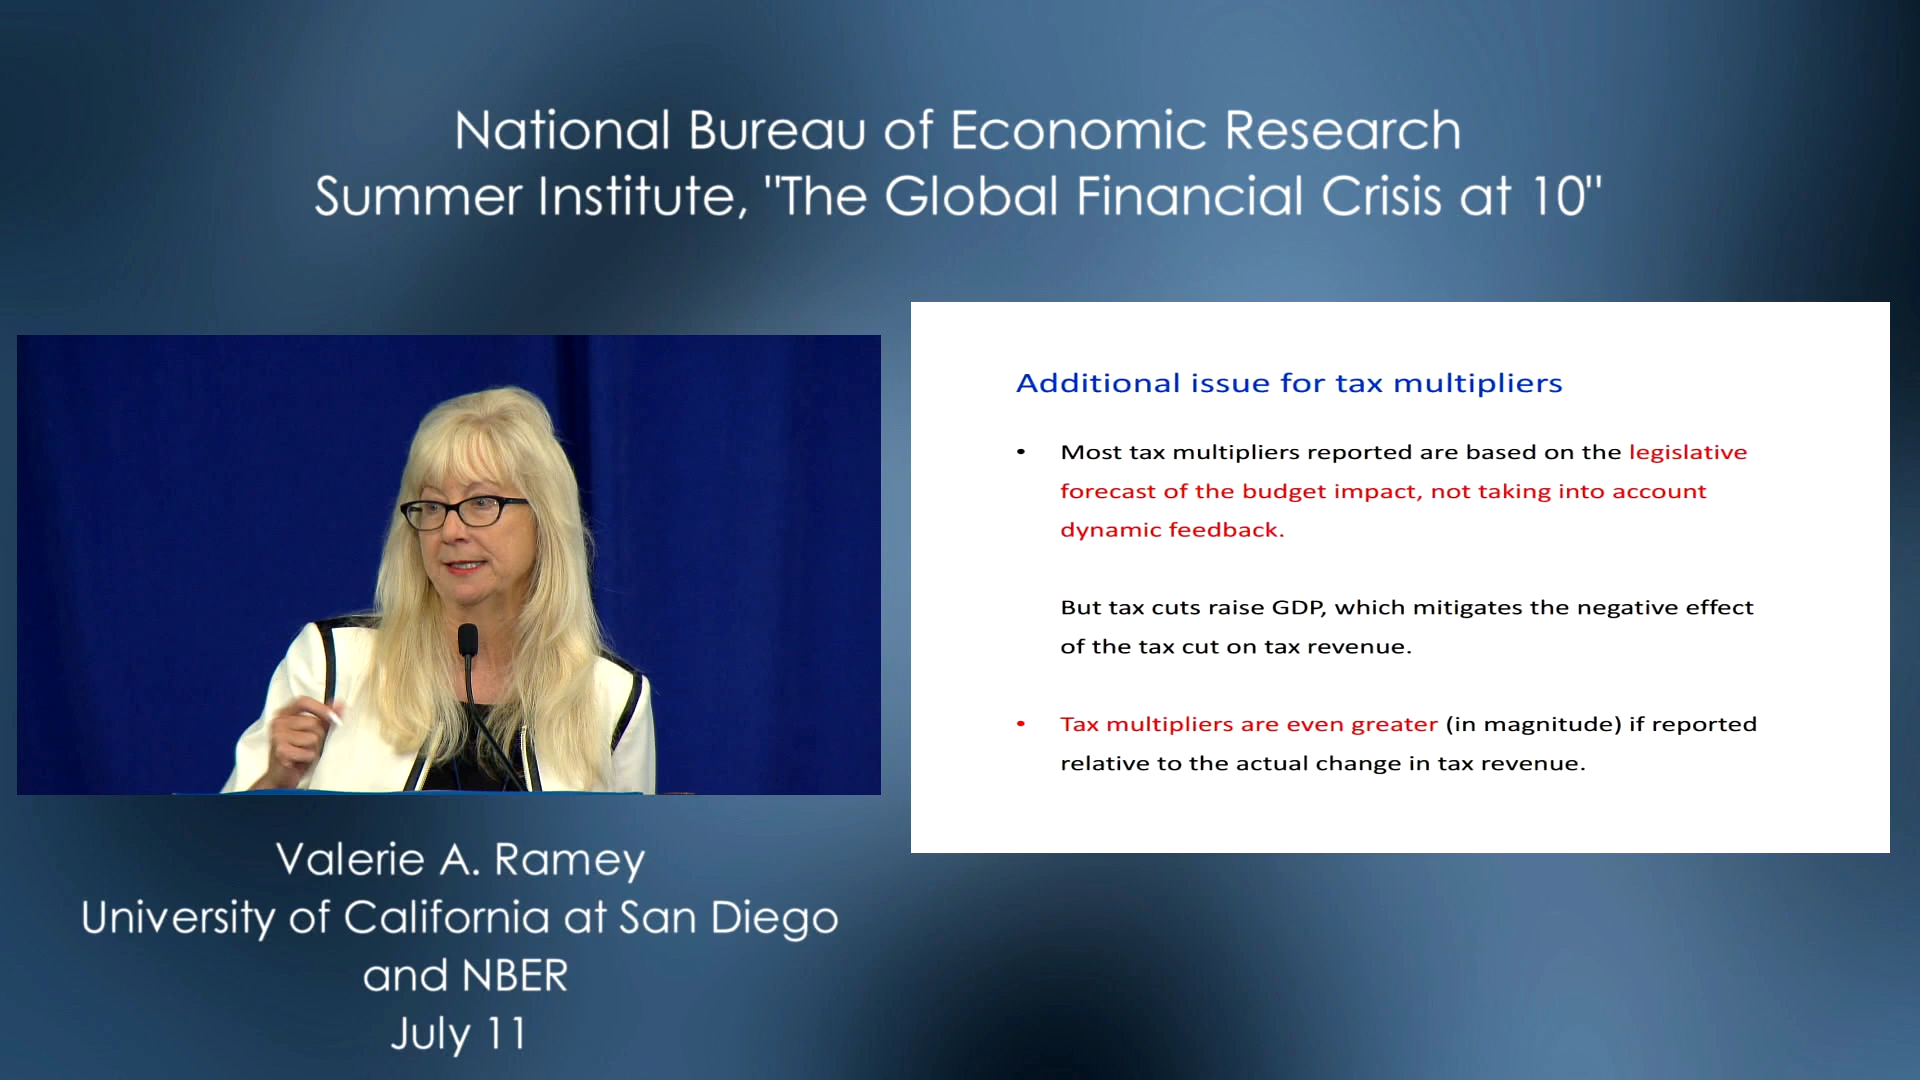 National Bureau of Economic Research
Summer Institute, "The Global Financial Crisis at 10"
Additional issue for tax multipliers
• Most tax multipliers reported are based on the legislative
forecast of the budget impact, not taking into account
dynamic feedback.
But tax cuts raise GDP, which mitigates the negative effect
of the tax cut on tax revenue.
• Tax multipliers are even greater (in magnitude) if reported
relative to the actual change in tax revenue.
Valerie A. Ramey
University of California at San Diego
and NBER
July 11